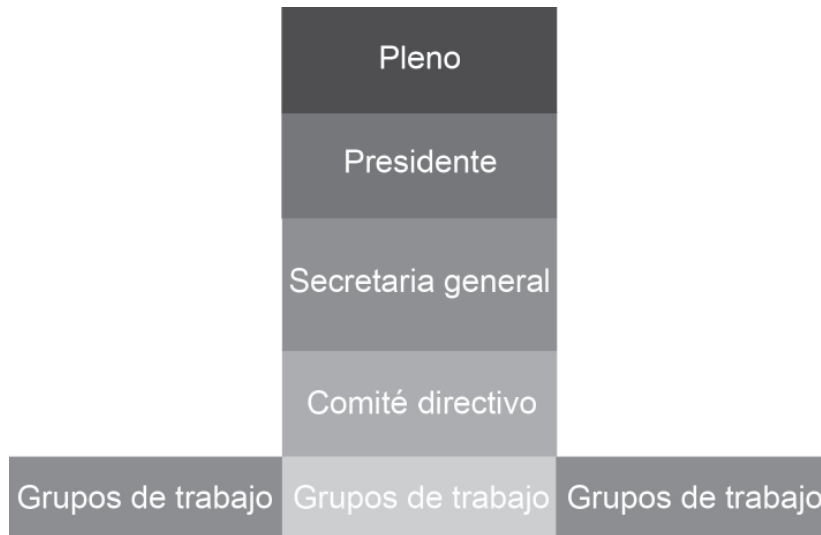 Pleno
Presidente
Secretaria general
Comité directivo
Grupos de trabajo Grupos de trabajo Grupos de trabajo